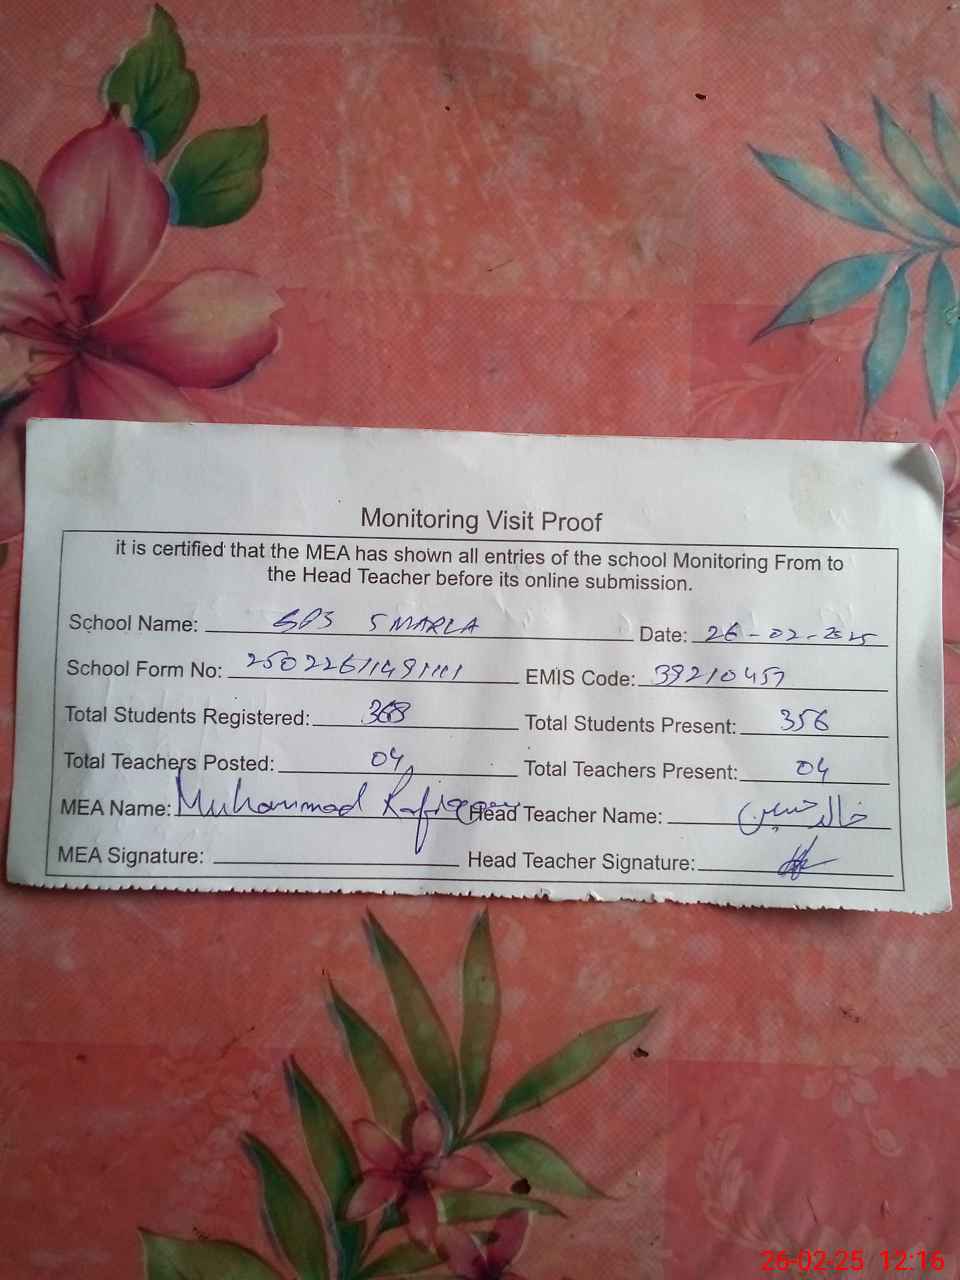 Monitoring Visit Proof
it is certified that the MEA has shown all entries of the school Monitoring From to
the Head Teacher before its online submission.
School Name: GPS 5 MARLA Date: 26-02-2025
School Form No: EMIS Code: 39210457
Total Students Registered: 368 Total Students Present: 356
Total Teachers Posted: 04 Total Teachers Present: 04
MEA Name: Muhammad Rafiq Head Teacher Name: خالد حسین
MEA Signature: Head Teacher Signature:
26-02-25 12:16